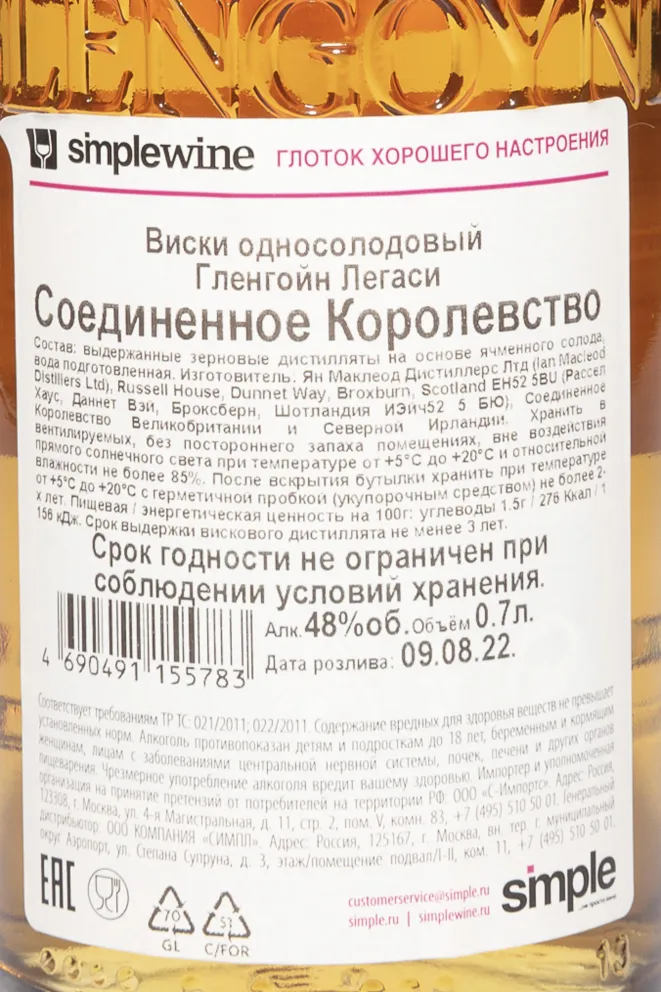 LENGOYN
simplewine ГЛОТОК ХОРОШЕГО НАСТРОЕНИЯ
Виски односолодовый
Гленгойн Легаси
Соединенное Королевство
Состав: выдержанные зерновые дистилляты на основе ячменного солода,
вода подготовленная. Изготовитель: Ян Маклеод Дистиллерс Лтд (Ian Macleod
Distillers Ltd), Russell House, Dunnet Way, Broxburn, Scotland EH52 5BU (Рассел
Хаус, Даннет Вэй, Броксберн, Шотландия ИЭйч52 5 БЮ), Соединенное
Королевство Великобритании и Северной Ирландии. Хранить в
вентилируемых, без постороннего запаха помещениях, вне воздействия
прямого солнечного света при температуре от +5°C до +20°C и относительной
влажности не более 85%. После вскрытия бутылки хранить при температуре
от +5°C до +20°C с герметичной пробкой (укупорочным средством) не более 2-
х лет. Пищевая / энергетическая ценность на 100г: углеводы 1.5г / 276 Ккал / 1
156 кДж. Срок выдержки вискового дистиллята не менее 3 лет.
Срок годности не ограничен при
соблюдении условий хранения.
Алк. 48%об. Объём 0.7л.
4 690491 155783
Дата розлива: 09.08.22.
Соответствует требованиям ТР ТС: 021/2011; 022/2011. Содержание вредных для здоровья веществ не превышает
установленных норм. Алкоголь противопоказан детям и подросткам до 18 лет, беременным и кормящим
женщинам, лицам с заболеваниями центральной нервной системы, почек, печени и других органов
пищеварения. Чрезмерное употребление алкоголя вредит вашему здоровью. Импортер и уполномоченная
организация на принятие претензий от потребителей на территории РФ: ООО «С-Импорт». Адрес: Россия,
123308, г. Москва, ул. 4-я Магистральная, д. 11, стр. 2, пом. V, комн. 83, +7 (495) 510 50 01. Генеральный
дистрибьютор: ООО КОМПАНИЯ «СИМПЛ». Адрес: Россия, 125167, г. Москва, вн. тер. г. муниципальный
округ Аэропорт, ул. Степана Супруна, д. 3, этаж/помещение подвал/I-II, ком. 11, +7 (495) 510 50 01.
EAC
70
GL
51
C/FOR
customerservice@simple.ru
simple.ru | simplewine.ru
simple
...не просто вино
13